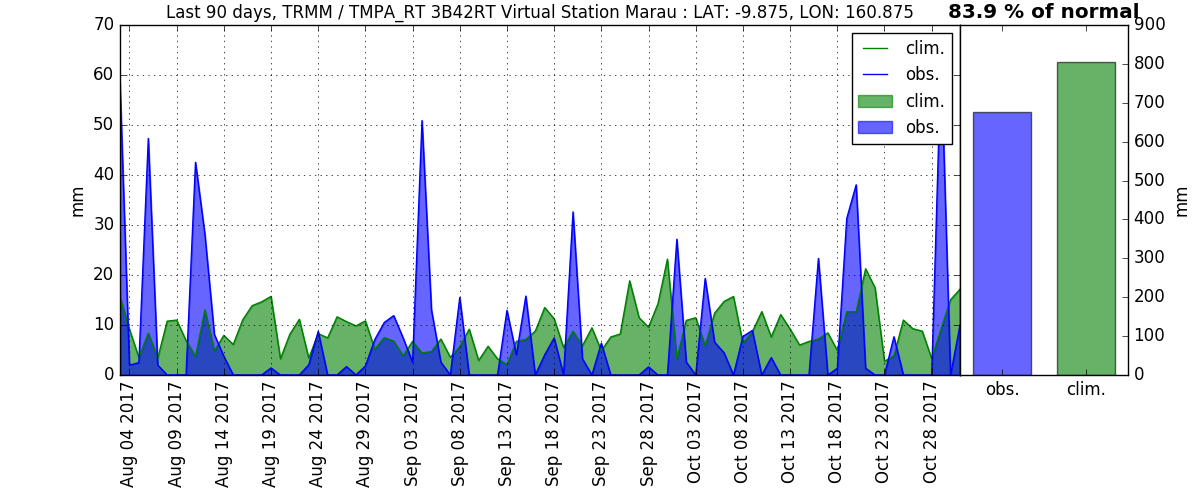 Last 90 days, TRMM / TMPA_RT 3B42RT Virtual Station Marau : LAT: -9.875, LON: 160.875
83.9 % of normal
clim.
obs.
clim.
obs.
mm
70
60
50
40
30
20
10
0
Aug 04 2017
Aug 09 2017
Aug 14 2017
Aug 19 2017
Aug 24 2017
Aug 29 2017
Sep 03 2017
Sep 08 2017
Sep 13 2017
Sep 18 2017
Sep 23 2017
Sep 28 2017
Oct 03 2017
Oct 08 2017
Oct 13 2017
Oct 18 2017
Oct 23 2017
Oct 28 2017
900
800
700
600
500
400
300
200
100
0
mm
obs.
clim.